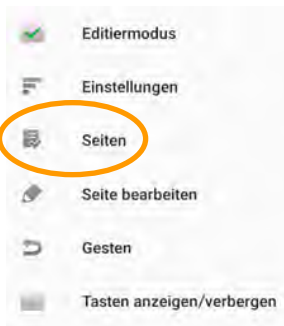 Editiermodus
Einstellungen
Seiten
Seite bearbeiten
Gesten
Tasten anzeigen/verbergen